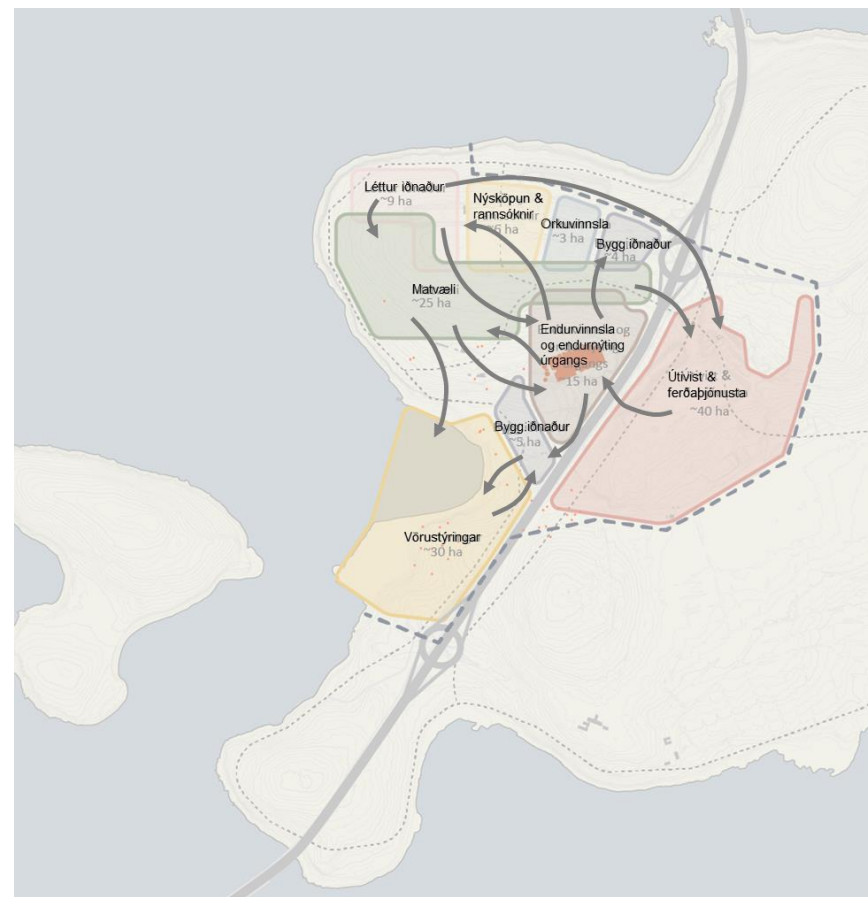 Léttur iðnaður
~9 ha
Nýsköpun &
rannsóknir
~6 ha
Orkuvinnsla
~3 ha
Bygg.iðnaður
~4 ha
Matvæli
~25 ha
Endurvinnsla
og endurnýting
úrgangs
15 ha
Útivist &
ferðaþjónusta
~40 ha
Bygg.iðnaður
~5 ha
Vörustýringar
~30 ha